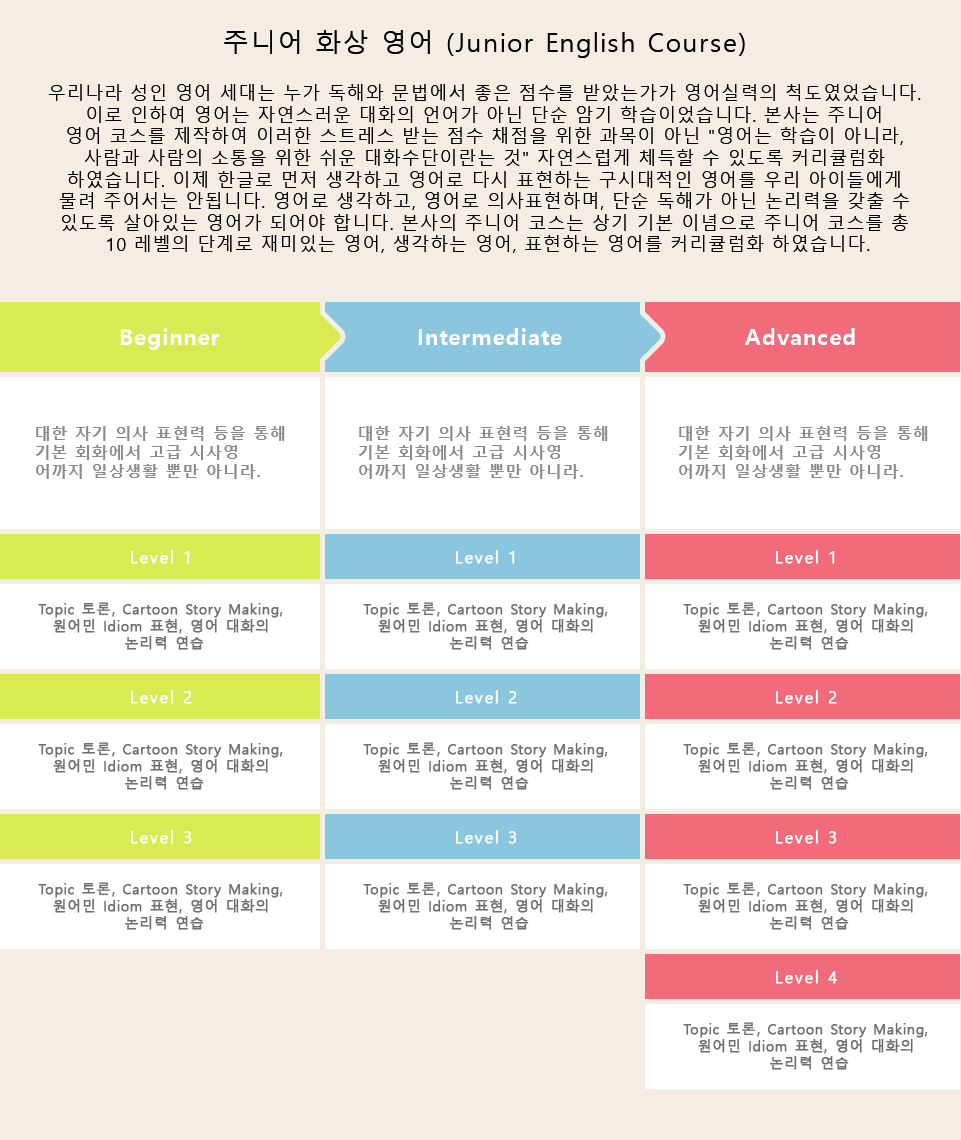 주니어 화상 영어 (Junior English Course)
우리나라 성인 영어 세대는 누가 독해와 문법에서 좋은 점수를 받았는가가 영어실력의 척도였었습니다.
이로 인하여 영어는 자연스러운 대화의 언어가 아닌 단순 암기 학습이었습니다. 본사는 주니어
영어 코스를 제작하여 이러한 스트레스 받는 점수 채점을 위한 과목이 아닌 "영어는 학습이 아니라,
사람과 사람의 소통을 위한 쉬운 대화수단이란는 것" 자연스럽게 체득할 수 있도록 커리큘럼화
하였습니다. 이제 한글로 먼저 생각하고 영어로 다시 표현하는 구시대적인 영어를 우리 아이들에게
물려 주어서는 안됩니다. 영어로 생각하고, 영어로 의사표현하며, 단순 독해가 아닌 논리력을 갖출 수
있도록 살아있는 영어가 되어야 합니다. 본사의 주니어 코스는 상기 기본 이념으로 주니어 코스를 총
10 레벨의 단계로 재미있는 영어, 생각하는 영어, 표현하는 영어를 커리큘럼화 하였습니다.
Beginner
대한 자기 의사 표현력 등을 통해
기본 회화에서 고급 시사영
어까지 일상생활 뿐만 아니라.
Level 1
Topic 토론, Cartoon Story Making,
원어민 Idiom 표현, 영어 대화의
논리력 연습
Level 2
Topic 토론, Cartoon Story Making,
원어민 Idiom 표현, 영어 대화의
논리력 연습
Level 3
Topic 토론, Cartoon Story Making,
원어민 Idiom 표현, 영어 대화의
논리력 연습
Intermediate
대한 자기 의사 표현력 등을 통해
기본 회화에서 고급 시사영
어까지 일상생활 뿐만 아니라.
Level 1
Topic 토론, Cartoon Story Making,
원어민 Idiom 표현, 영어 대화의
논리력 연습
Level 2
Topic 토론, Cartoon Story Making,
원어민 Idiom 표현, 영어 대화의
논리력 연습
Level 3
Topic 토론, Cartoon Story Making,
원어민 Idiom 표현, 영어 대화의
논리력 연습
Advanced
대한 자기 의사 표현력 등을 통해
기본 회화에서 고급 시사영
어까지 일상생활 뿐만 아니라.
Level 1
Topic 토론, Cartoon Story Making,
원어민 Idiom 표현, 영어 대화의
논리력 연습
Level 2
Topic 토론, Cartoon Story Making,
원어민 Idiom 표현, 영어 대화의
논리력 연습
Level 3
Topic 토론, Cartoon Story Making,
원어민 Idiom 표현, 영어 대화의
논리력 연습
Level 4
Topic 토론, Cartoon Story Making,
원어민 Idiom 표현, 영어 대화의
논리력 연습